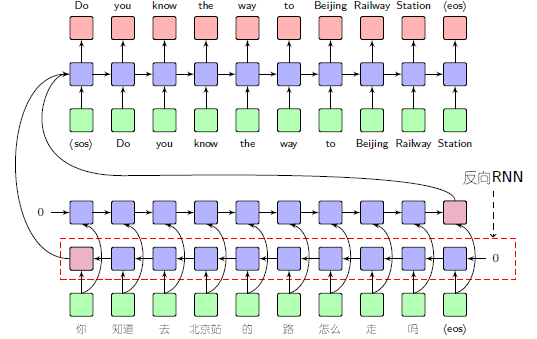 Do you know the way to Beijing Railway Station ⟨eos⟩
⟨sos⟩ Do you know the way to Beijing Railway Station
反向RNN
0
0
你 知道 去 北京站 的 路 怎么 走 吗 ⟨eos⟩